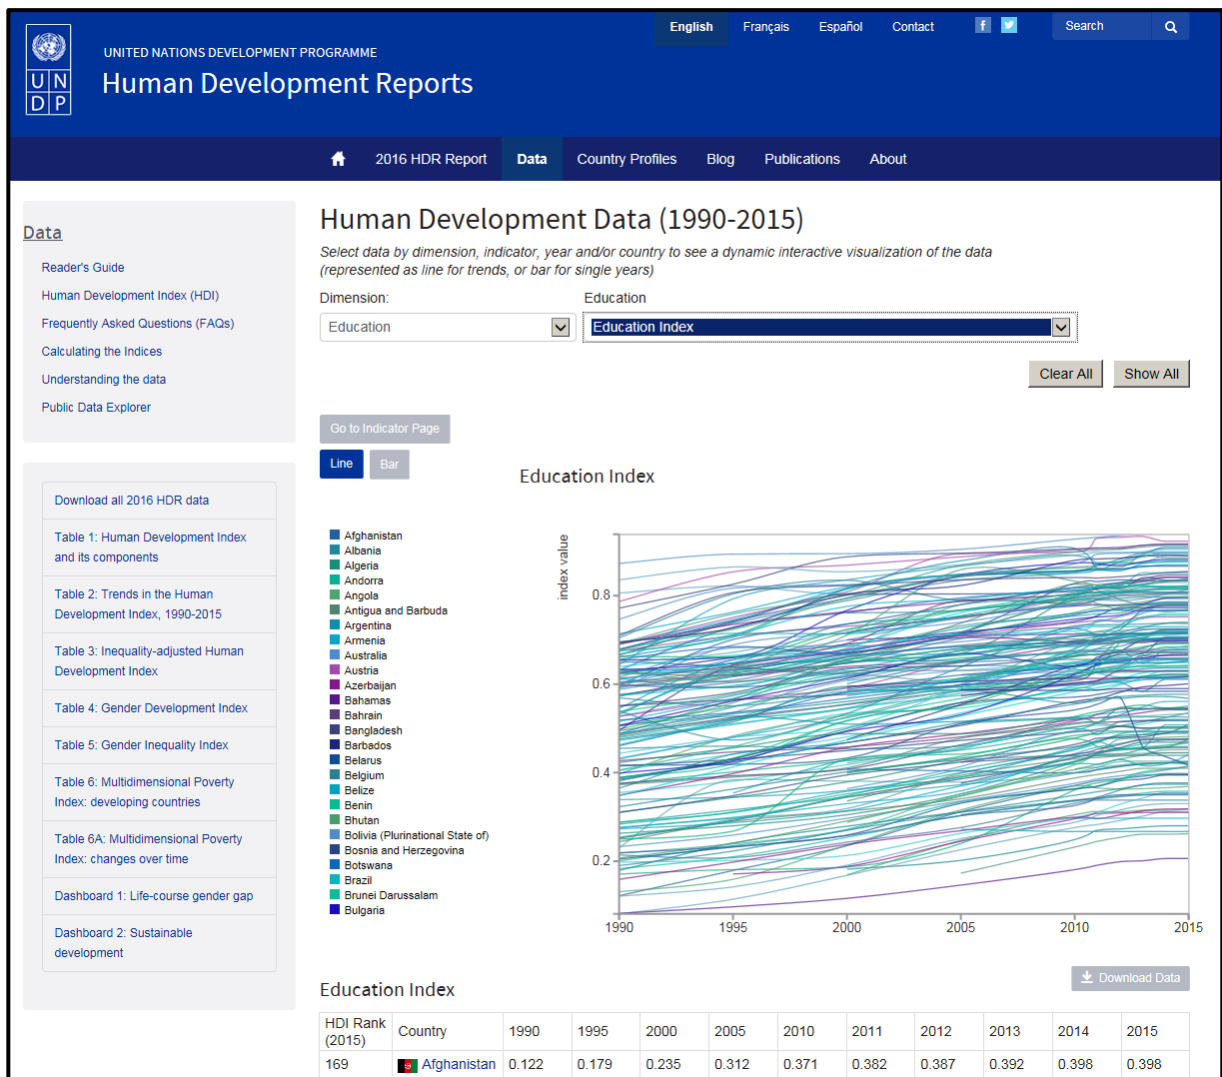 English Français Español Contact f Search
UN
DP
UNITED NATIONS DEVELOPMENT PROGRAMME
Human Development Reports
2016 HDR Report Data Country Profiles Blog Publications About
Data
Reader's Guide
Human Development Index (HDI)
Frequently Asked Questions (FAQs)
Calculating the Indices
Understanding the data
Public Data Explorer
Download all 2016 HDR data
Table 1: Human Development Index
and its components
Table 2: Trends in the Human
Development Index, 1990-2015
Table 3: Inequality-adjusted Human
Development Index
Table 4: Gender Development Index
Table 5: Gender Inequality Index
Table 6: Multidimensional Poverty
Index: developing countries
Table 6A: Multidimensional Poverty
Index: changes over time
Dashboard 1: Life-course gender gap
Dashboard 2: Sustainable
development
Human Development Data (1990-2015)
Select data by dimension, indicator, year and/or country to see a dynamic interactive visualization of the data
(represented as line for trends, or bar for single years)
Dimension: Education
Education Education Index
Clear All Show All
Go to Indicator Page
Line Bar
Education Index
Afghanistan
Albania
Algeria
Andorra
Angola
Antigua and Barbuda
Argentina
Armenia
Australia
Austria
Azerbaijan
Bahamas
Bahrain
Bangladesh
Barbados
Belarus
Belgium
Belize
Benin
Bhutan
Bolivia (Plurinational State of)
Bosnia and Herzegovina
Botswana
Brazil
Brunei Darussalam
Bulgaria
index value
0.8
0.6
0.4
0.2
1990 1995 2000 2005 2010 2015
Download Data
Education Index
HDI Rank (2015) Country 1990 1995 2000 2005 2010 2011 2012 2013 2014 2015
169 Afghanistan 0.122 0.179 0.235 0.312 0.371 0.382 0.387 0.392 0.398 0.398